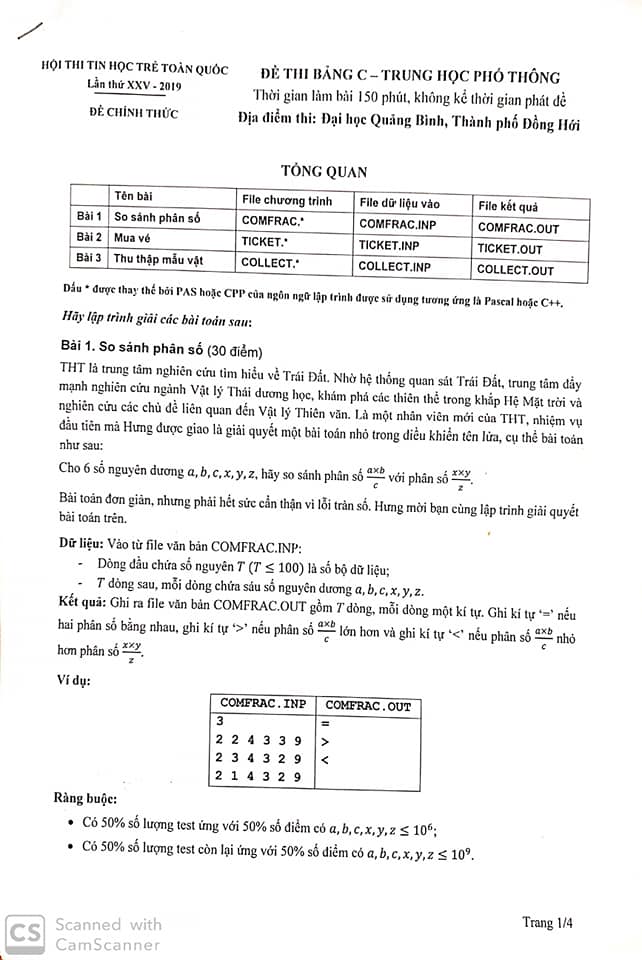 HỘI THI TIN HỌC TRẺ TOÀN QUỐC
Lần thứ XXV - 2019
ĐỀ CHÍNH THỨC
ĐỀ THI BẢNG C – TRUNG HỌC PHỔ THÔNG
Thời gian làm bài 150 phút, không kể thời gian phát đề
Địa điểm thi: Đại học Quảng Bình, Thành phố Đồng Hới
TỔNG QUAN
Tên bài File chương trình File dữ liệu vào File kết quả
Bài 1 So sánh phân số COMFRAC.* COMFRAC.INP COMFRAC.OUT
Bài 2 Mua vé TICKET.* TICKET.INP TICKET.OUT
Bài 3 Thu thập mẫu vật COLLECT.* COLLECT.INP COLLECT.OUT
Dấu * được thay thế bởi PAS hoặc CPP của ngôn ngữ lập trình được sử dụng tương ứng là Pascal hoặc C++.
Hãy lập trình giải các bài toán sau:
Bài 1. So sánh phân số (30 điểm)
THT là trung tâm nghiên cứu tìm hiểu về Trái Đất. Nhờ hệ thống quan sát Trái Đất, trung tâm đẩy
mạnh nghiên cứu ngành Vật lý Thái dương học, khám phá các thiên thể trong khắp Hệ Mặt trời và
nghiên cứu các chủ đề liên quan đến Vật lý Thiên văn. Là một nhân viên mới của THT, nhiệm vụ
đầu tiên mà Hưng được giao là giải quyết một bài toán nhỏ trong điều khiển tên lửa, cụ thể bài toán
như sau:
Cho 6 số nguyên dương a, b, c, x, y, z, hãy so sánh phân số a×b/c với phân số x×y/z.
Bài toán đơn giản, nhưng phải hết sức cẩn thận vì lỗi tràn số. Hưng mời bạn cùng lập trình giải quyết
bài toán trên.
Dữ liệu: Vào từ file văn bản COMFRAC.INP:
- Dòng đầu chứa số nguyên T (T ≤ 100) là số bộ dữ liệu;
- T dòng sau, mỗi dòng chứa sáu số nguyên dương a, b, c, x, y, z.
Kết quả: Ghi ra file văn bản COMFRAC.OUT gồm T dòng, mỗi dòng một kí tự. Ghi kí tự ‘=’ nếu
hai phân số bằng nhau, ghi kí tự ‘>’ nếu phân số a×b/c lớn hơn và ghi kí tự ‘<’ nếu phân số a×b/c nhỏ
hơn phân số x×y/z.
Ví dụ:
COMFRAC.INP COMFRAC.OUT
3 =
2 2 4 3 3 9 >
2 3 4 3 2 9 <
2 1 4 3 2 9
Ràng buộc:
• Có 50% số lượng test ứng với 50% số điểm có a, b, c, x, y, z ≤ 10⁶;
• Có 50% số lượng test còn lại ứng với 50% số điểm có a, b, c, x, y, z ≤ 10⁹.
Trang 1/4
CS Scanned with
CamScanner